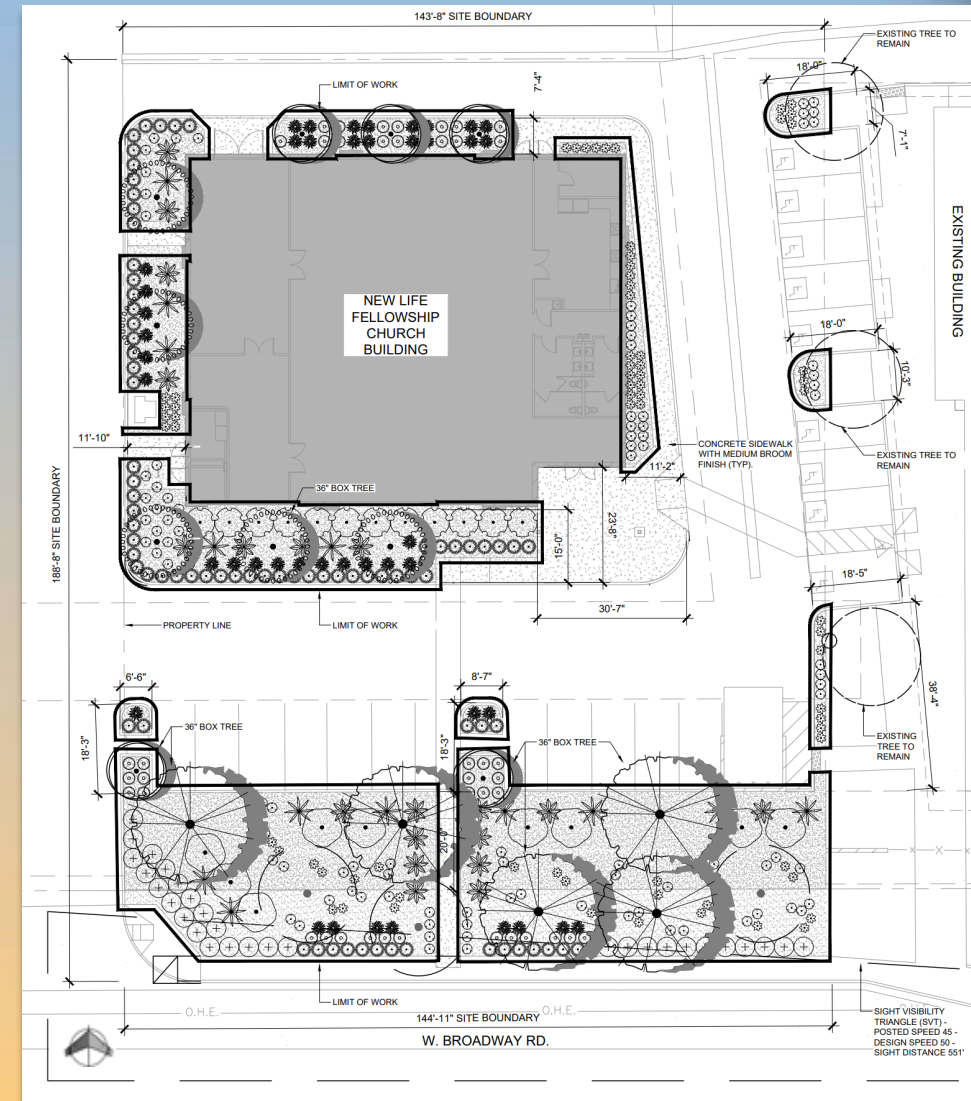 143'-8" SITE BOUNDARY
EXISTING TREE TO
REMAIN
18'-0"
LIMIT OF WORK
7'-4"
7'-1"
EXISTING BUILDING
NEW LIFE
FELLOWSHIP
CHURCH
BUILDING
18'-0"
10'-3"
11'-10"
CONCRETE SIDEWALK
WITH MEDIUM BROOM
FINISH (TYP).
EXISTING TREE TO
REMAIN
11'-2"
36" BOX TREE
188'-8" SITE BOUNDARY
23'-8"
15'-0"
18'-5"
30'-7"
PROPERTY LINE
LIMIT OF WORK
6'-6"
8'-7"
38'-4"
36" BOX TREE
18'-3"
18'-3"
36" BOX TREE
EXISTING
TREE TO
REMAIN
20'-0"
LIMIT OF WORK
O.H.E.
O.H.E.
O.H.E.
144'-11" SITE BOUNDARY
W. BROADWAY RD.
SIGHT VISIBILITY
TRIANGLE (SVT) -
POSTED SPEED 45 -
DESIGN SPEED 50 -
SIGHT DISTANCE 551'